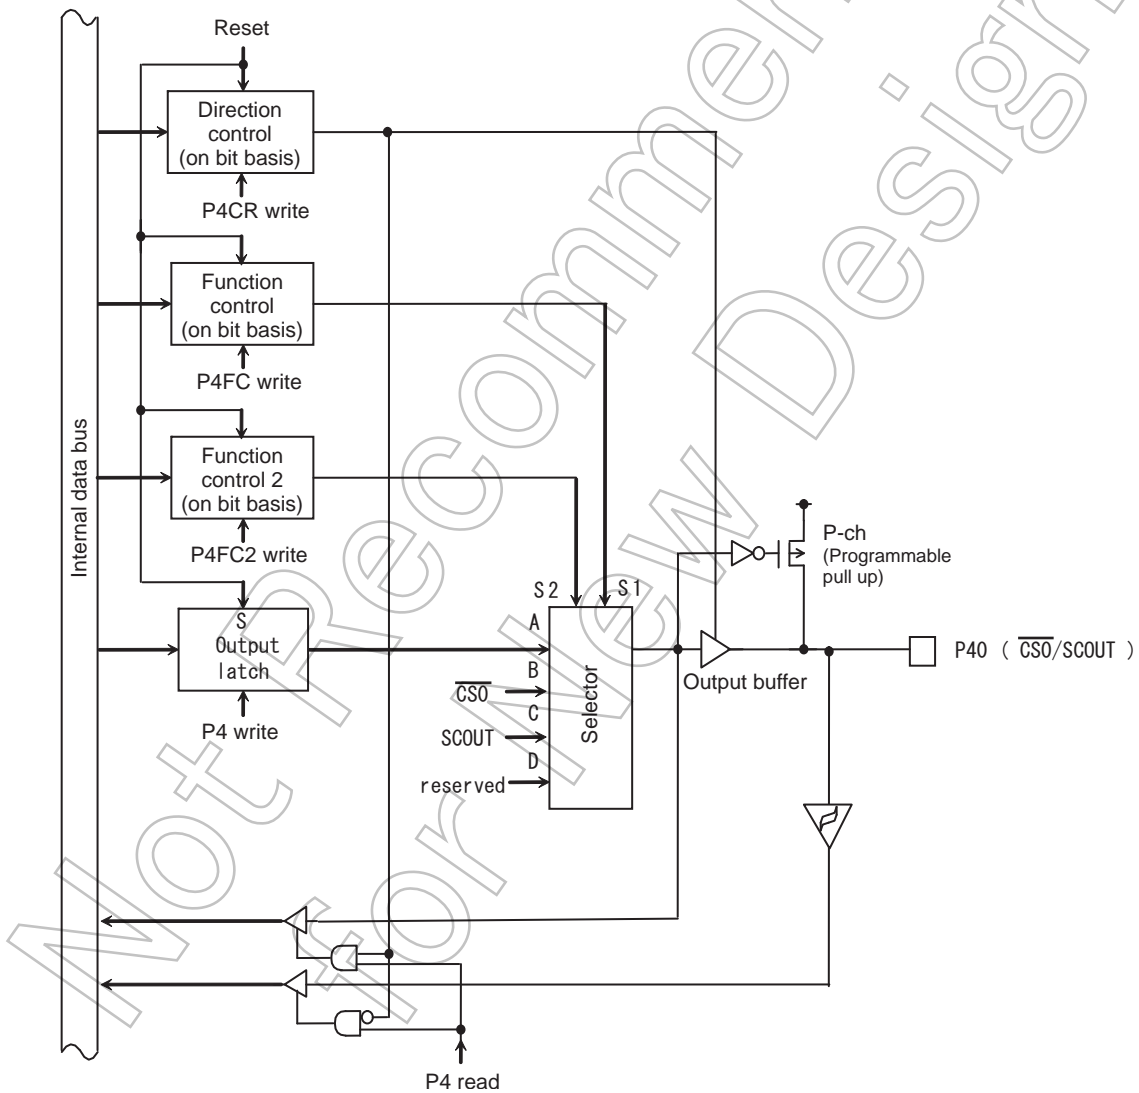 Reset
Direction
control
(on bit basis)
P4CR write
Function
control
(on bit basis)
P4FC write
Function
control 2
(on bit basis)
P4FC2 write
Internal data bus
S
Output
latch
P4 write
S2
S1
A
B
CS0
C
SCOUT
D
reserved
Selector
P-ch
(Programmable
pull up)
Output buffer
P40 ( CS0/SCOUT )
P4 read
Not Recommen
for New Design